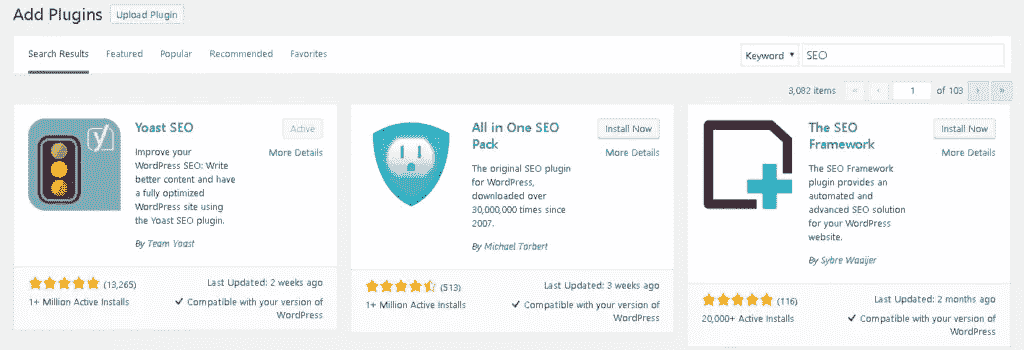 Add Plugins Upload Plugin
Search Results Featured Popular Recommended Favorites Keyword ▾ SEO
3,082 items « ‹ 1 of 103 › »
Yoast SEO
Active
More Details
Improve your
WordPress SEO: Write
better content and have
a fully optimized
WordPress site using
the Yoast SEO plugin.
By Team Yoast
(13,265)
1+ Million Active Installs
Last Updated: 2 weeks ago
✓ Compatible with your version of
WordPress
All in One SEO
Pack
Install Now
More Details
The original SEO plugin
for WordPress,
downloaded over
30,000,000 times since
2007.
By Michael Torbert
(513)
1+ Million Active Installs
Last Updated: 3 weeks ago
✓ Compatible with your version of
WordPress
The SEO
Framework
Install Now
More Details
The SEO Framework
plugin provides an
automated and
advanced SEO solution
for your WordPress
website.
By Sybre Waaijer
(116)
20,000+ Active Installs
Last Updated: 2 months ago
✓ Compatible with your version of
WordPress